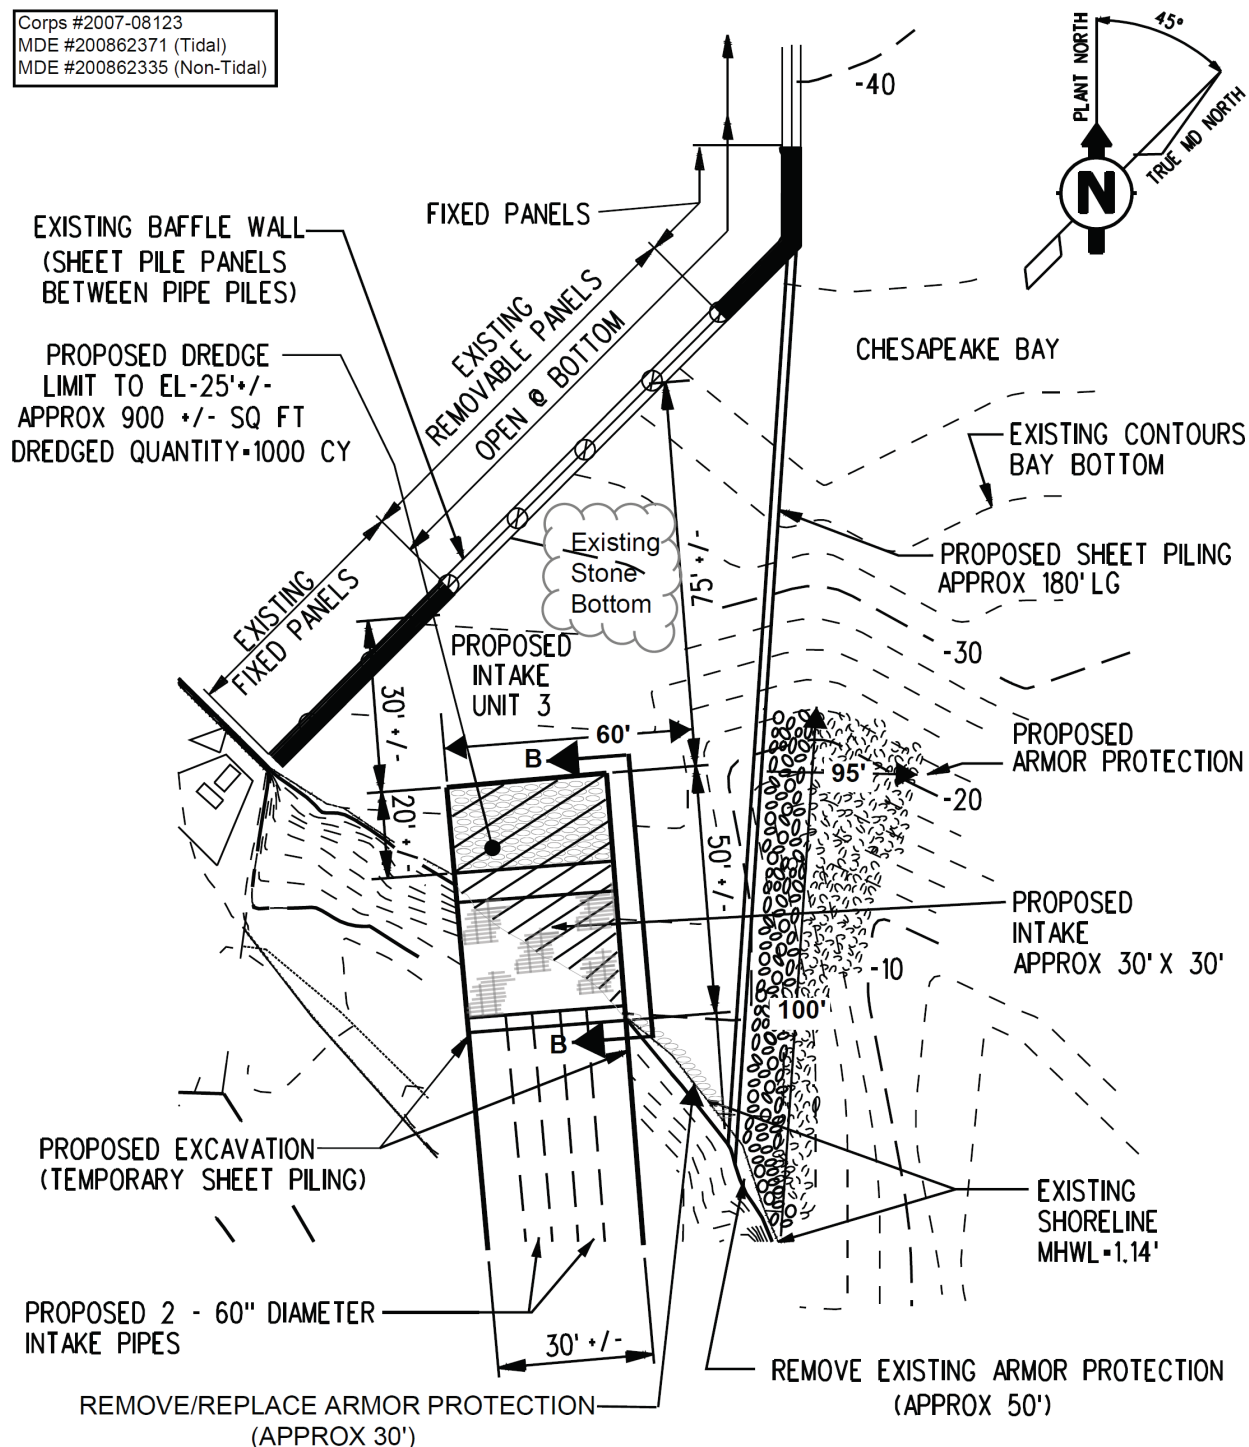 Corps #2007-08123
MDE #200862371 (Tidal)
MDE #200862335 (Non-Tidal)
45°
PLANT NORTH
TRUE MD NORTH
N
-40
FIXED PANELS
EXISTING BAFFLE WALL
(SHEET PILE PANELS
BETWEEN PIPE PILES)
EXISTING
REMOVABLE PANELS
OPEN @ BOTTOM
CHESAPEAKE BAY
PROPOSED DREDGE
LIMIT TO EL-25'+/-
APPROX 900 +/- SQ FT
DREDGED QUANTITY=1000 CY
EXISTING CONTOURS
BAY BOTTOM
Existing
Stone
Bottom
75' +/-
PROPOSED SHEET PILING
APPROX 180' LG
EXISTING
FIXED PANELS
PROPOSED
INTAKE
UNIT 3
-30
30' +/-
60'
B
PROPOSED
ARMOR PROTECTION
95'
-20
20' +/-
50' +/-
PROPOSED
INTAKE
APPROX 30' X 30'
-10
100'
B
PROPOSED EXCAVATION
(TEMPORARY SHEET PILING)
EXISTING
SHORELINE
MHWL=1.14'
PROPOSED 2 - 60" DIAMETER
INTAKE PIPES
30' +/-
REMOVE EXISTING ARMOR PROTECTION
(APPROX 50')
REMOVE/REPLACE ARMOR PROTECTION
(APPROX 30')